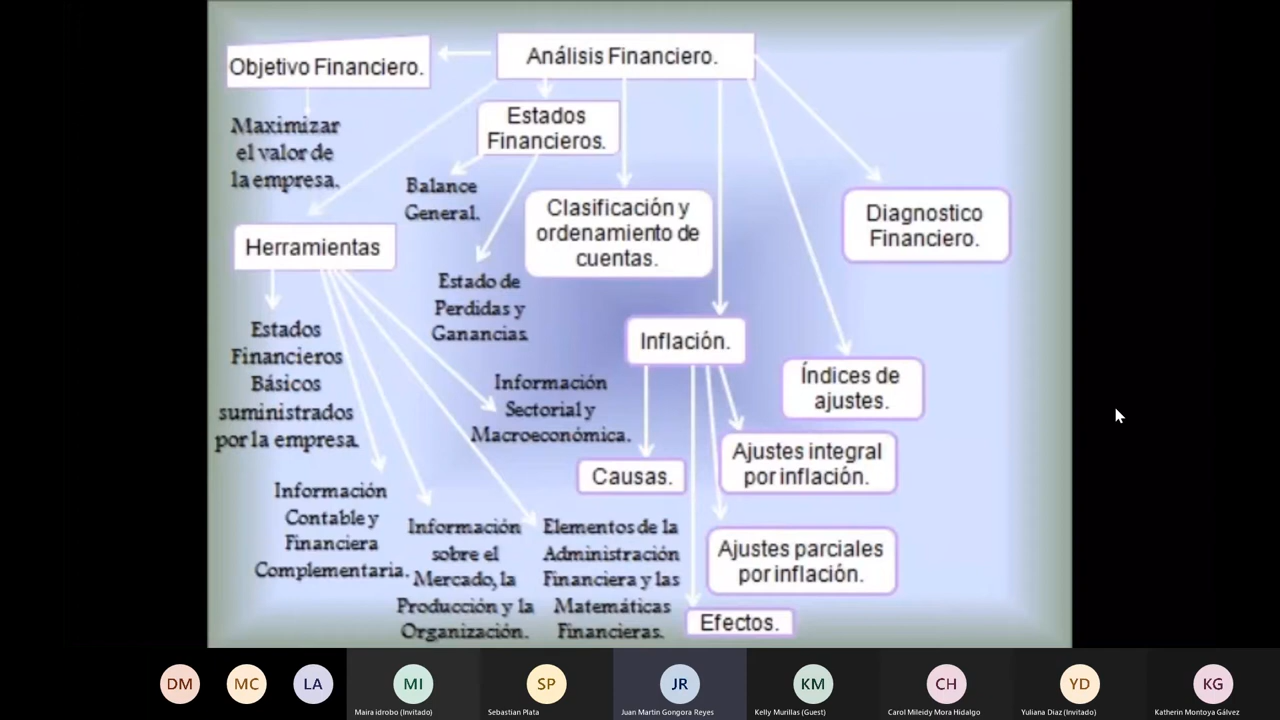 Análisis Financiero.
Objetivo Financiero.
Maximizar
el valor de
la empresa.
Estados
Financieros.
Balance
General.
Estado de
Perdidas y
Ganancias.
Clasificación y
ordenamiento de
cuentas.
Diagnostico
Financiero.
Herramientas
Estados
Financieros
Básicos
suministrados
por la empresa.
Información
Contable y
Financiera
Complementaria.
Información
sobre el
Mercado, la
Producción y la
Organización.
Elementos de la
Administración
Financiera y las
Matemáticas
Financieras.
Información
Sectorial y
Macroeconómica.
Inflación.
Causas.
Efectos.
Ajustes parciales
por inflación.
Ajustes integral
por inflación.
Índices de
ajustes.
DM
MC
LA
MI
Maira idrobo (Invitado)
SP
Sebastian Plata
JR
Juan Martin Gongora Reyes
KM
Kelly Murillas (Guest)
CH
Carol Mileidy Mora Hidalgo
YD
Yuliana Diaz (Invitado)
KG
Katherin Montoya Gálvez